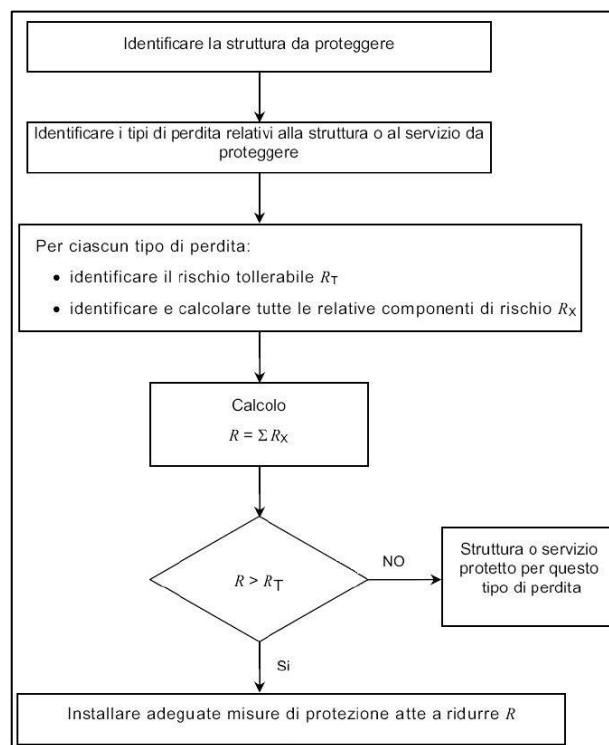 Identificare la struttura da proteggere
Identificare i tipi di perdita relativi alla struttura o al servizio da
proteggere
Per ciascun tipo di perdita:
• identificare il rischio tollerabile RT
• identificare e calcolare tutte le relative componenti di rischio RX
Calcolo
R = Σ RX
R > RT
NO
Struttura o servizio
protetto per questo
tipo di perdita
Si
Installare adeguate misure di protezione atte a ridurre R